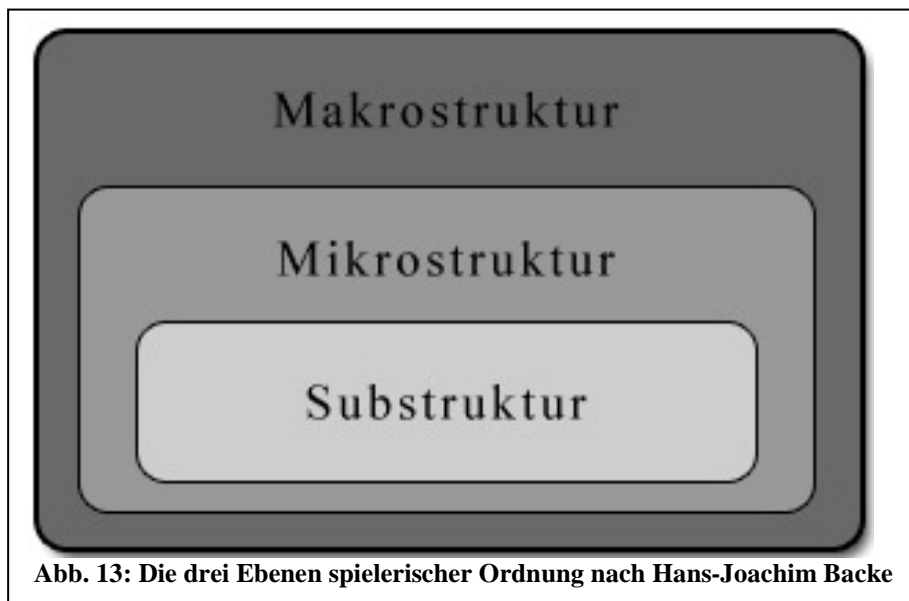 Makrostruktur
Mikrostruktur
Substruktur
Abb. 13: Die drei Ebenen spielerischer Ordnung nach Hans-Joachim Backe